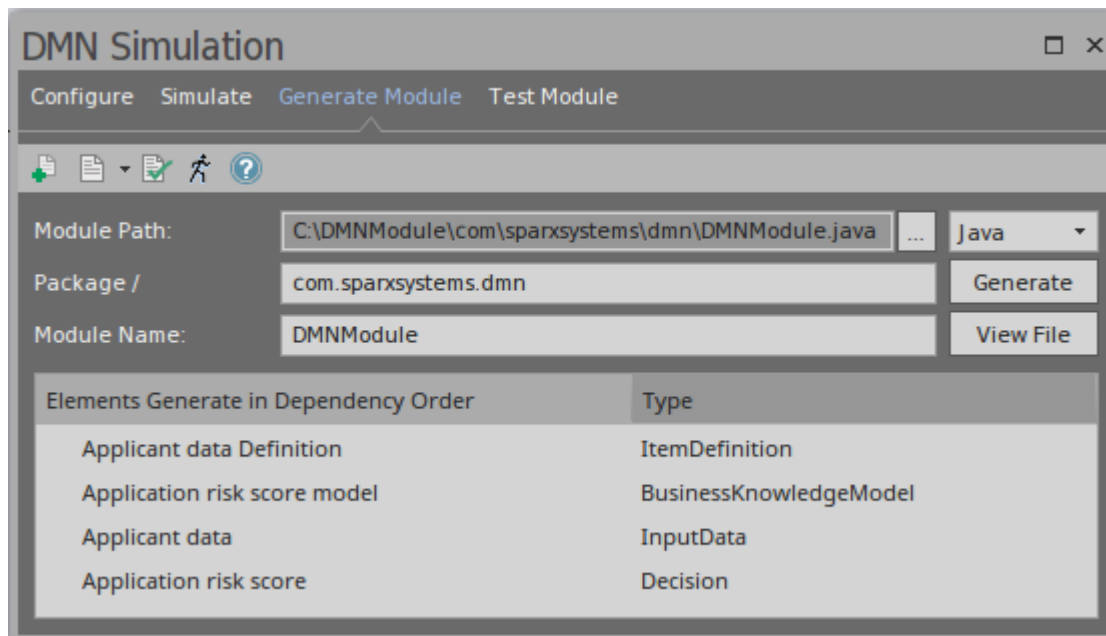 DMN Simulation
Configure Simulate Generate Module Test Module
Module Path: C:\DMNModule\com\sparxsystems\dmn\DMNModule.java ... Java
Package / com.sparxsystems.dmn Generate
Module Name: DMNModule View File
Elements Generate in Dependency Order Type
Applicant data Definition ItemDefinition
Application risk score model BusinessKnowledgeModel
Applicant data InputData
Application risk score Decision